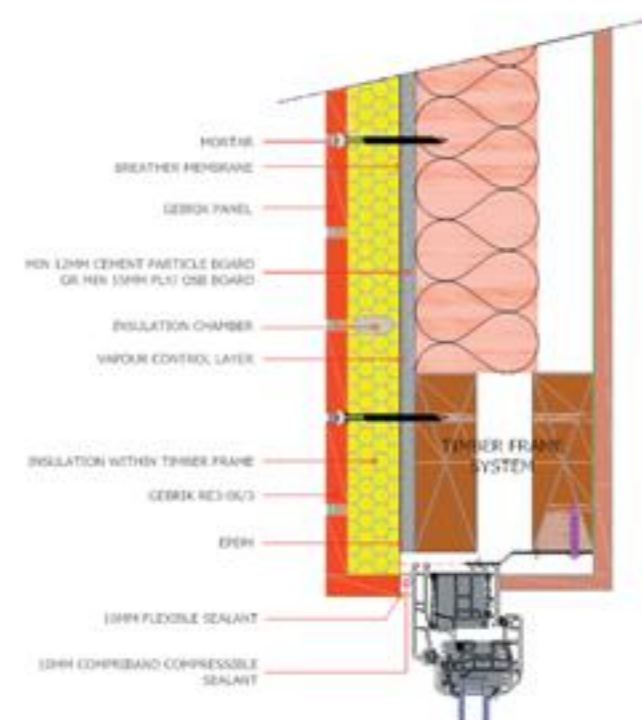 MORTAR
BREATHER MEMBRANE
GEBRIK PANEL
MIN 12MM CEMENT PARTICLE BOARD
OR MIN 15MM PLY/ OSB BOARD
INSULATION CHAMBER
VAPOUR CONTROL LAYER
TIMBER FRAME
SYSTEM
INSULATION WITHIN TIMBER FRAME
GEBRIK
EPDM
10MM FLEXIBLE SEALANT
10MM COMPRIBAND COMPRESSIBLE
SEALANT